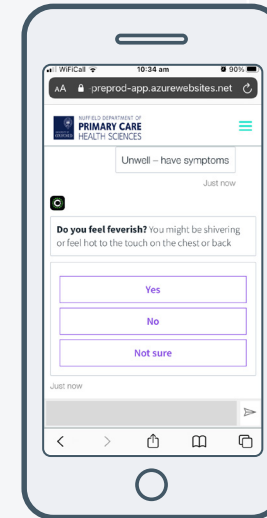 WiFiCall 10:34 am 90%
AA -preprod-app.azurewebsites.net
NUFFIELD DEPARTMENT OF
PRIMARY CARE
HEALTH SCIENCES
Unwell – have symptoms
Just now
Do you feel feverish? You might be shivering
or feel hot to the touch on the chest or back
Yes
No
Not sure
Just now